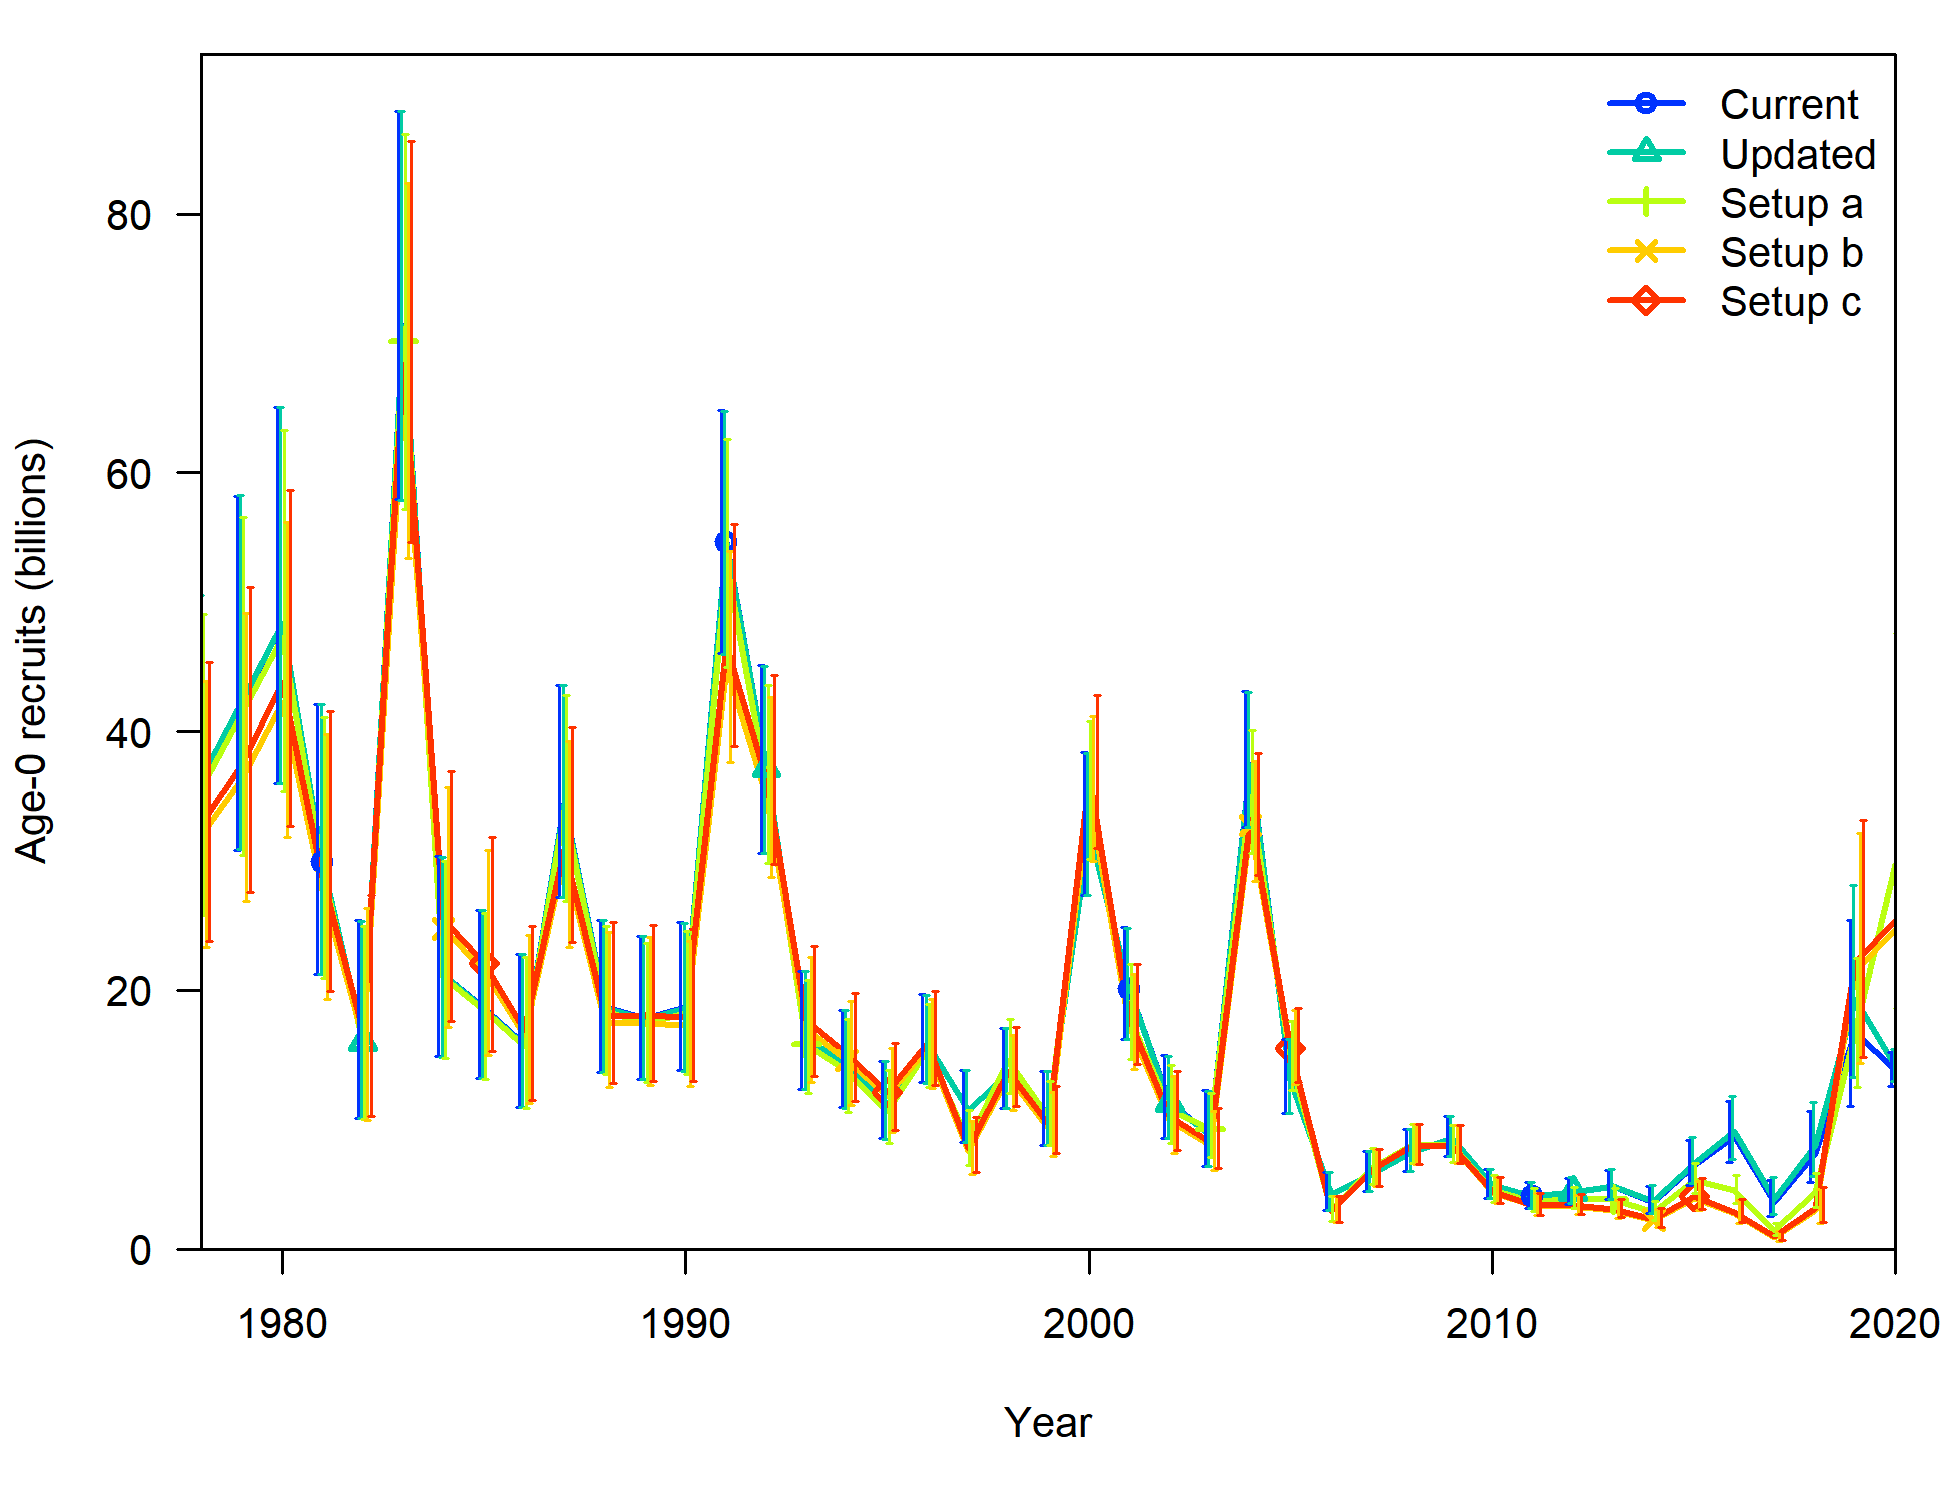 Current
Updated
Setup a
Setup b
Setup c
80
60
40
20
0
Age-0 recruits (billions)
1980
1990
2000
2010
2020
Year